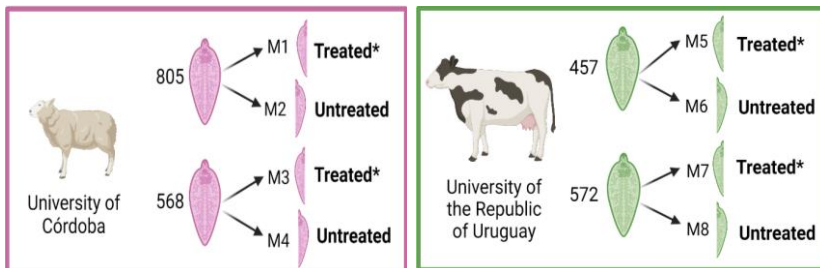 805
M1 Treated*
M2 Untreated
University of
Córdoba
568
M3 Treated*
M4 Untreated
457
M5 Treated*
M6 Untreated
University of
the Republic
of Uruguay
572
M7 Treated*
M8 Untreated